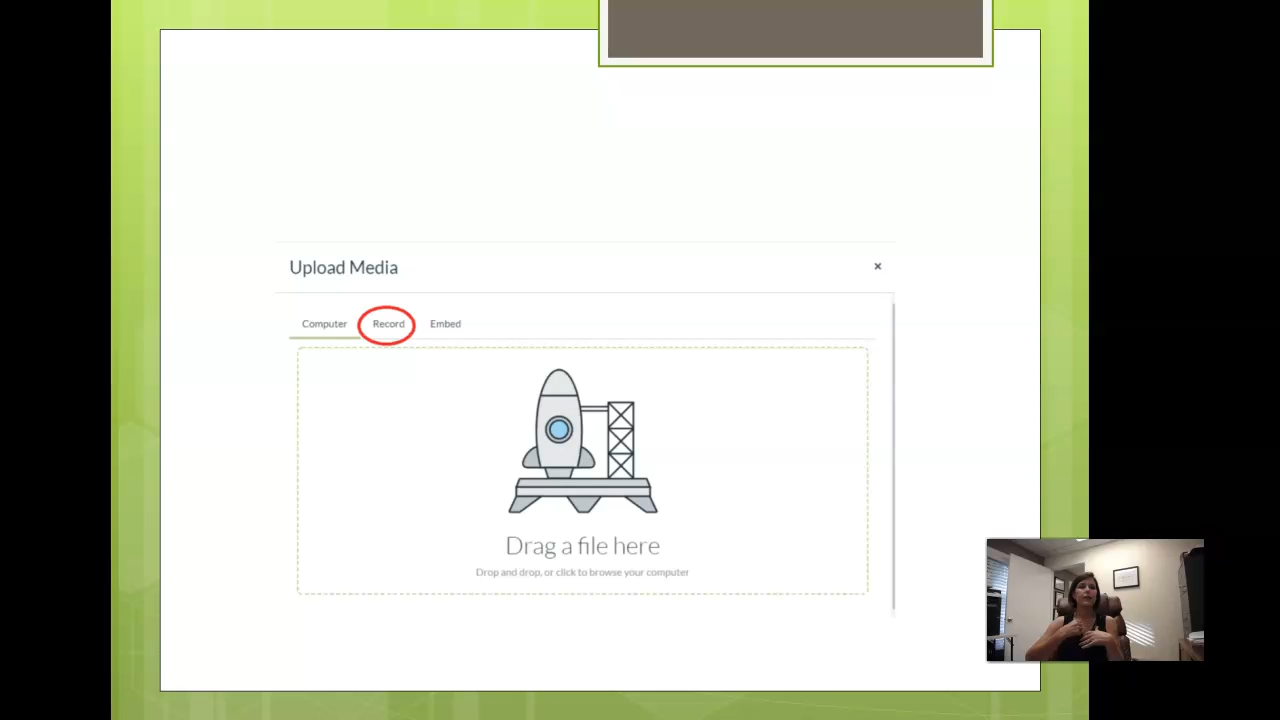 Upload Media
×
Computer Record Embed
Drag a file here
Drop and drop, or click to browse your computer